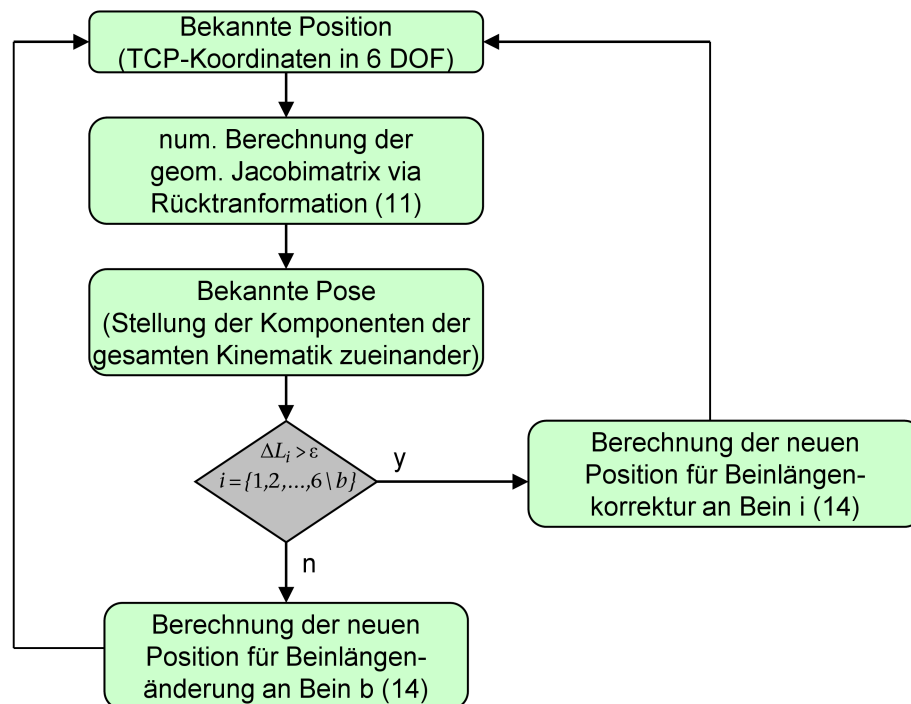 Bekannte Position
(TCP-Koordinaten in 6 DOF)
num. Berechnung der
geom. Jacobimatrix via
Rücktranformation (11)
Bekannte Pose
(Stellung der Komponenten der
gesamten Kinematik zueinander)
ΔLᵢ > ε
i = {1,2,...,6 \ b}
y
Berechnung der neuen
Position für Beinlängen-
korrektur an Bein i (14)
n
Berechnung der neuen
Position für Beinlängen-
änderung an Bein b (14)